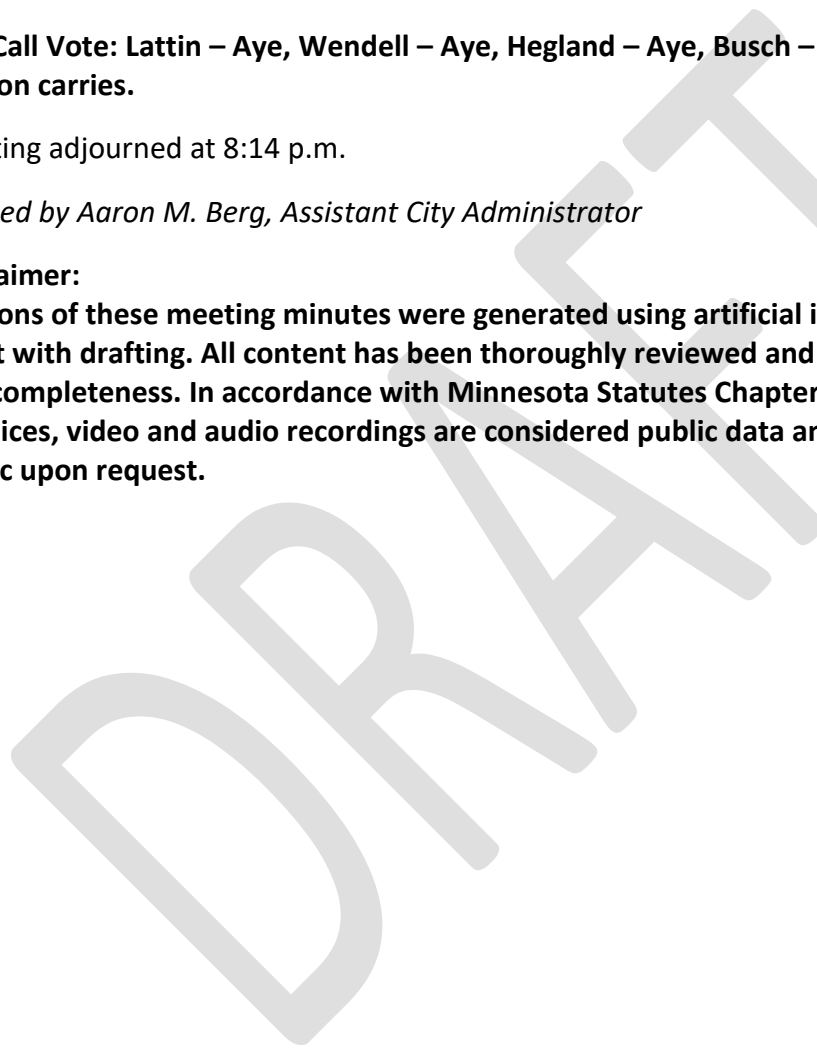 Call Vote: Lattin – Aye, Wendell – Aye, Hegland – Aye, Busch –
on carries.
ting adjourned at 8:14 p.m.
ed by Aaron M. Berg, Assistant City Administrator
aimer:
ons of these meeting minutes were generated using artificial i
t with drafting. All content has been thoroughly reviewed and
completeness. In accordance with Minnesota Statutes Chapter
ices, video and audio recordings are considered public data an
c upon request.
DRAFT